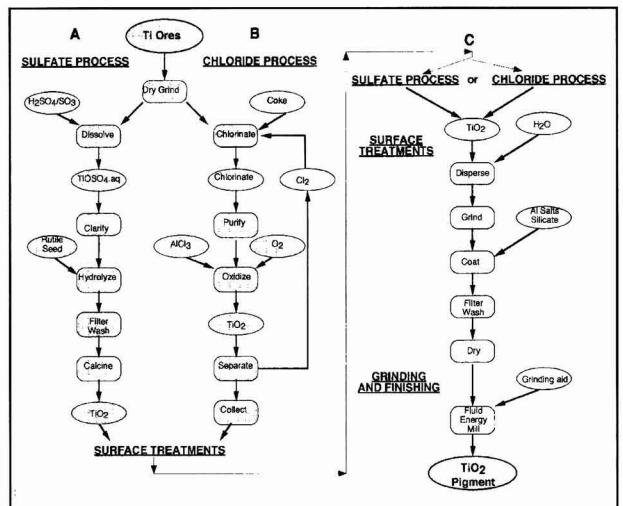 A
Ti Ores
B
SULFATE PROCESS
CHLORIDE PROCESS
Dry Grind
H2SO4/SO3
Coke
Dissolve
Chlorinate
TiOSO4.aq
Chlorinate
Cl2
Clarify
Purify
Rutile
Seed
AlCl3
O2
Hydrolyze
Oxidize
Filter
Wash
TiO2
Calcine
Separate
TiO2
Collect
SURFACE TREATMENTS
C
SULFATE PROCESS or CHLORIDE PROCESS
TiO2
H2O
SURFACE
TREATMENTS
Disperse
Grind
Al Salts
Silicate
Coat
Filter
Wash
Dry
GRINDING
AND FINISHING
Grinding aid
Fluid
Energy
Mill
TiO2
Pigment